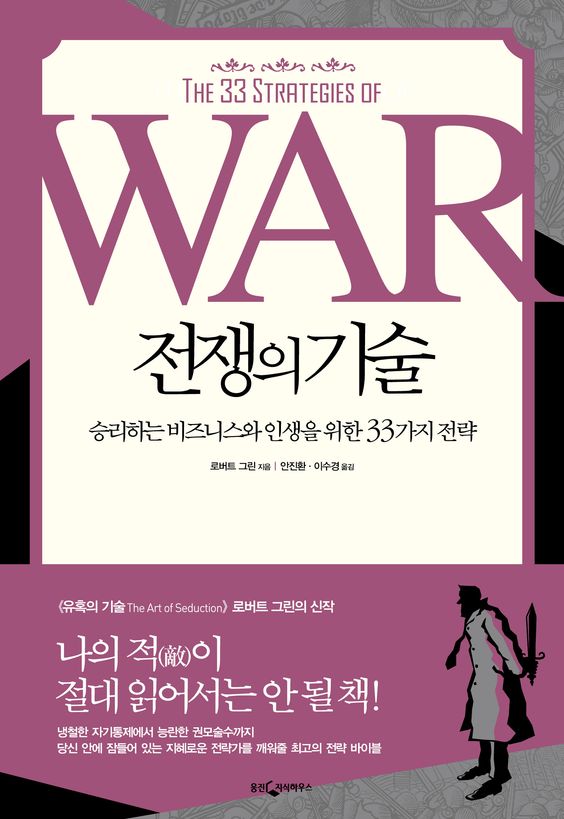 THE 33 STRATEGIES OF
WAR
전쟁의 기술
승리하는 비즈니스와 인생을 위한 33가지 전략
로버트 그린 지음 | 안진환 · 이수경 옮김
《유혹의 기술 The Art of Seduction》 로버트 그린의 신작
나의 적(敵)이
절대 읽어서는 안 될 책!
냉철한 자기통제에서 능란한 권모술수까지
당신 안에 잠들어 있는 지혜로운 전략가를 깨워줄 최고의 전략 바이블
웅진 지식하우스